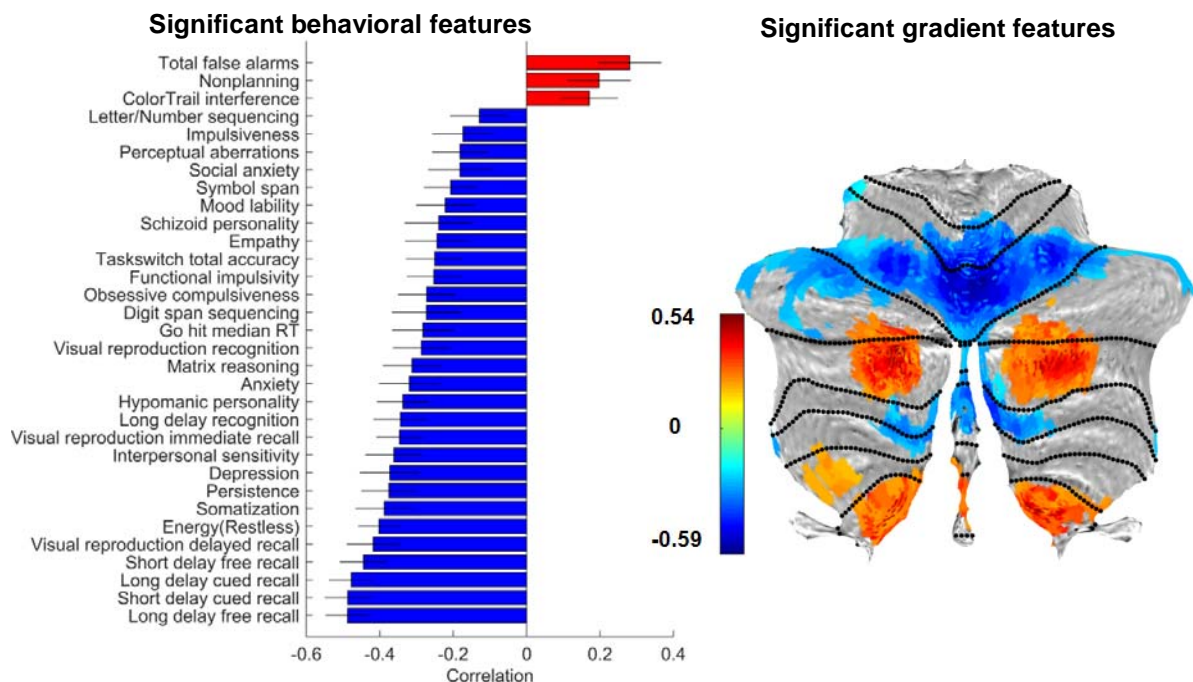 Significant behavioral features
Total false alarms
Nonplanning
ColorTrail interference
Letter/Number sequencing
Impulsiveness
Perceptual aberrations
Social anxiety
Symbol span
Mood lability
Schizoid personality
Empathy
Taskswitch total accuracy
Functional impulsivity
Obsessive compulsiveness
Digit span sequencing
Go hit median RT
Visual reproduction recognition
Matrix reasoning
Anxiety
Hypomanic personality
Long delay recognition
Visual reproduction immediate recall
Interpersonal sensitivity
Depression
Persistence
Somatization
Energy(Restless)
Visual reproduction delayed recall
Short delay free recall
Long delay cued recall
Short delay cued recall
Long delay free recall
-0.6 -0.4 -0.2 0 0.2 0.4
Correlation
Significant gradient features
0.54
0
-0.59